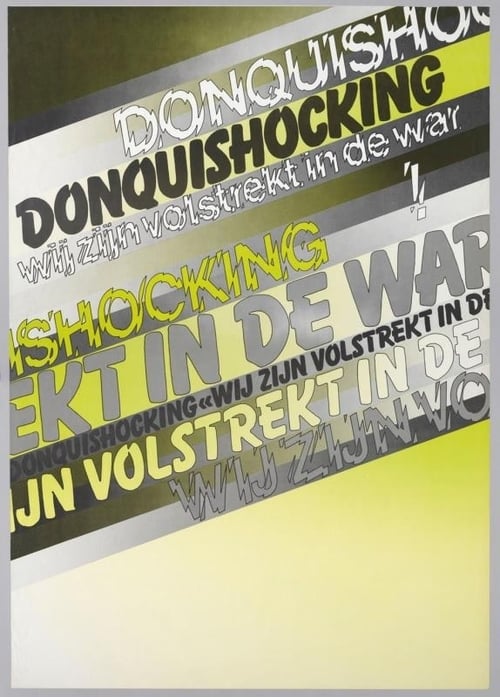 DONQUISHOC
DONQUISHOCKING
wij zijn volstrekt in de war
!
ISHOCKING
EKT IN DE WAR
DONQUISHOCKING«WIJ ZIJN VOLSTREKT IN DE
IJN VOLSTREKT IN DE
WIJ ZIJN VO